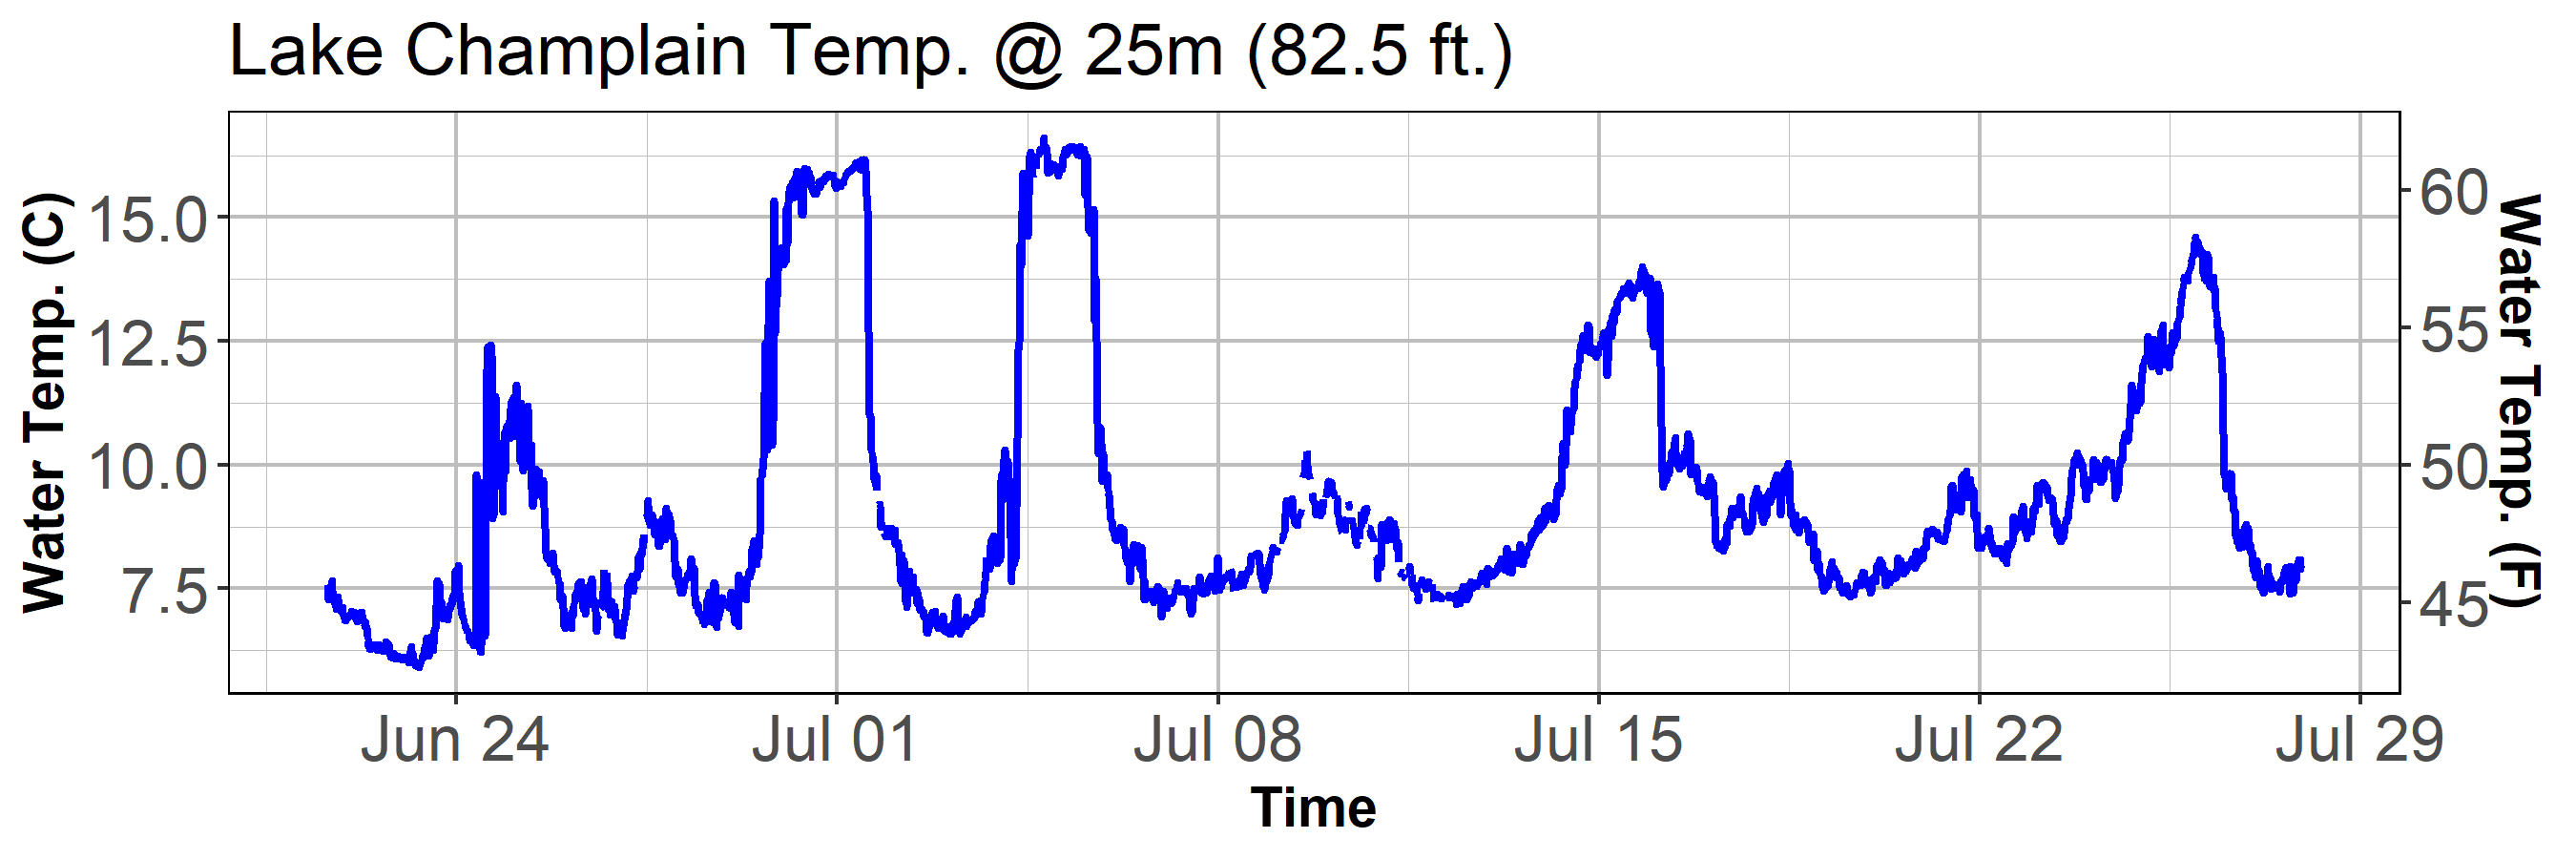 Lake Champlain Temp. @ 25m (82.5 ft.)
Water Temp. (C)
15.0
12.5
10.0
7.5
60
55
50
45
Water Temp. (F)
Jun 24 Jul 01 Jul 08 Jul 15 Jul 22 Jul 29
Time